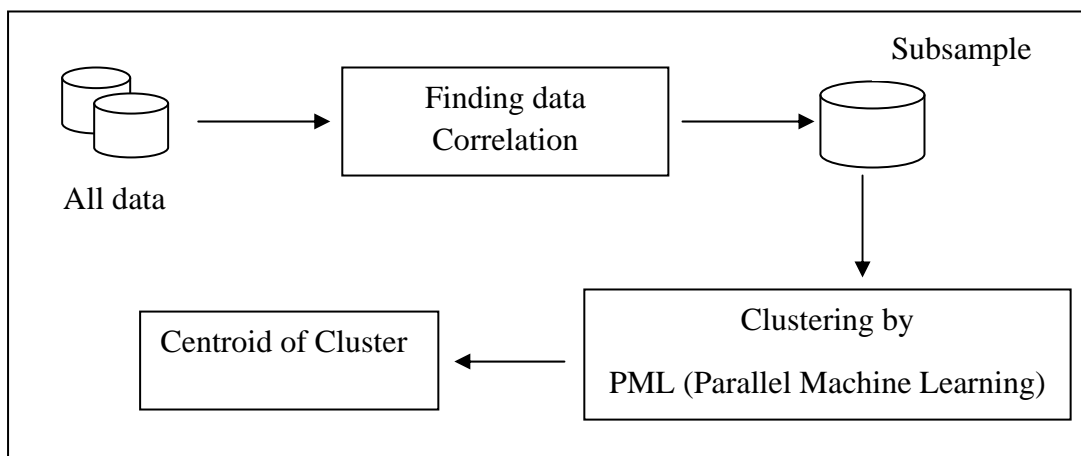 Subsample
Finding data
Correlation
All data
Clustering by
PML (Parallel Machine Learning)
Centroid of Cluster